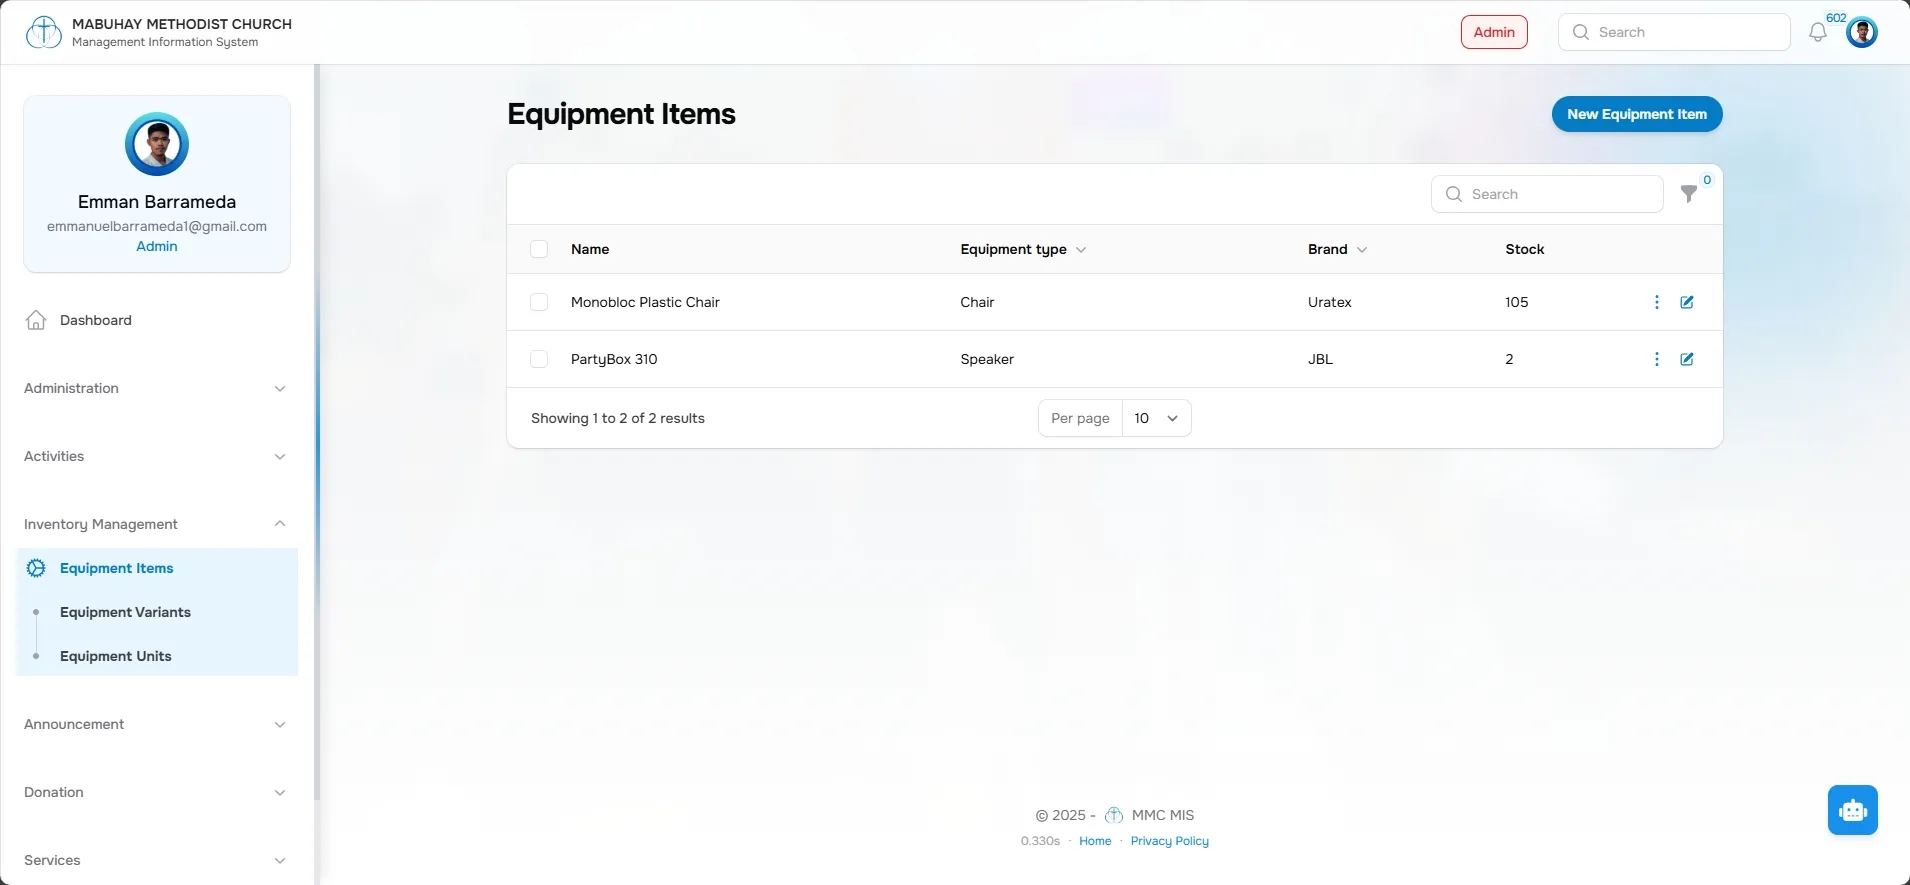 MABUHAY METHODIST CHURCH
Management Information System
Admin
Search
602
Emman Barrameda
emmanuelbarrameda1@gmail.com
Admin
Dashboard
Administration
Activities
Inventory Management
Equipment Items
Equipment Variants
Equipment Units
Announcement
Donation
Services
Equipment Items
New Equipment Item
Search
0
Name Equipment type Brand Stock
Monobloc Plastic Chair Chair Uratex 105
PartyBox 310 Speaker JBL 2
Showing 1 to 2 of 2 results
Per page 10
© 2025 - MMC MIS
0.330s · Home · Privacy Policy